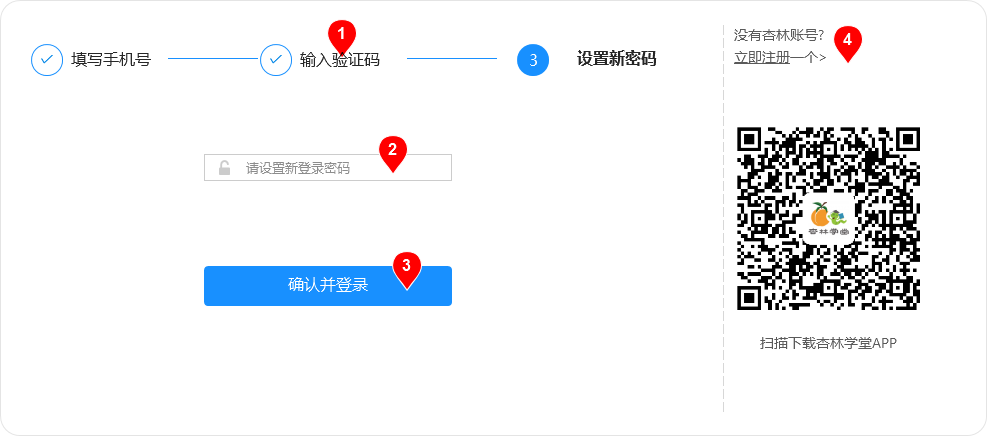 填写手机号
1
输入验证码
3
设置新密码
没有杏林账号?
4
立即注册一个>
2
请设置新登录密码
3
确认并登录
杏林学堂
扫描下载杏林学堂APP